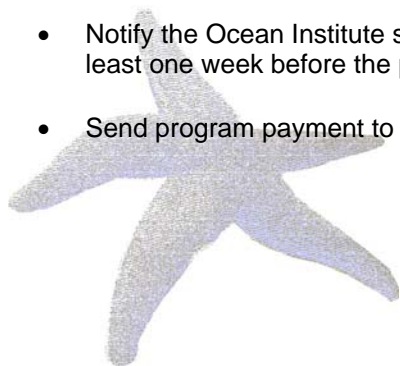 • Notify the Ocean Institute s
least one week before the p
• Send program payment to